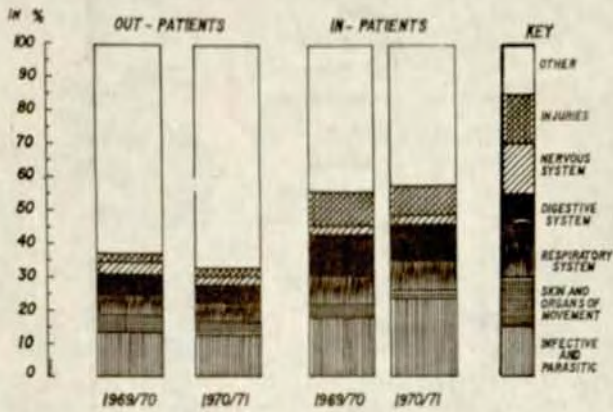 IN %
OUT-PATIENTS
IN-PATIENTS
KEY
100
90
80
70
60
50
40
30
20
10
0
OTHER
INJURIES
NERVOUS
SYSTEM
DIGESTIVE
SYSTEM
RESPIRATORY
SYSTEM
SKIN AND
ORGANS OF
MOVEMENT
INFECTIVE
AND
PARASITIC
1969/70
1970/71
1969/70
1970/71